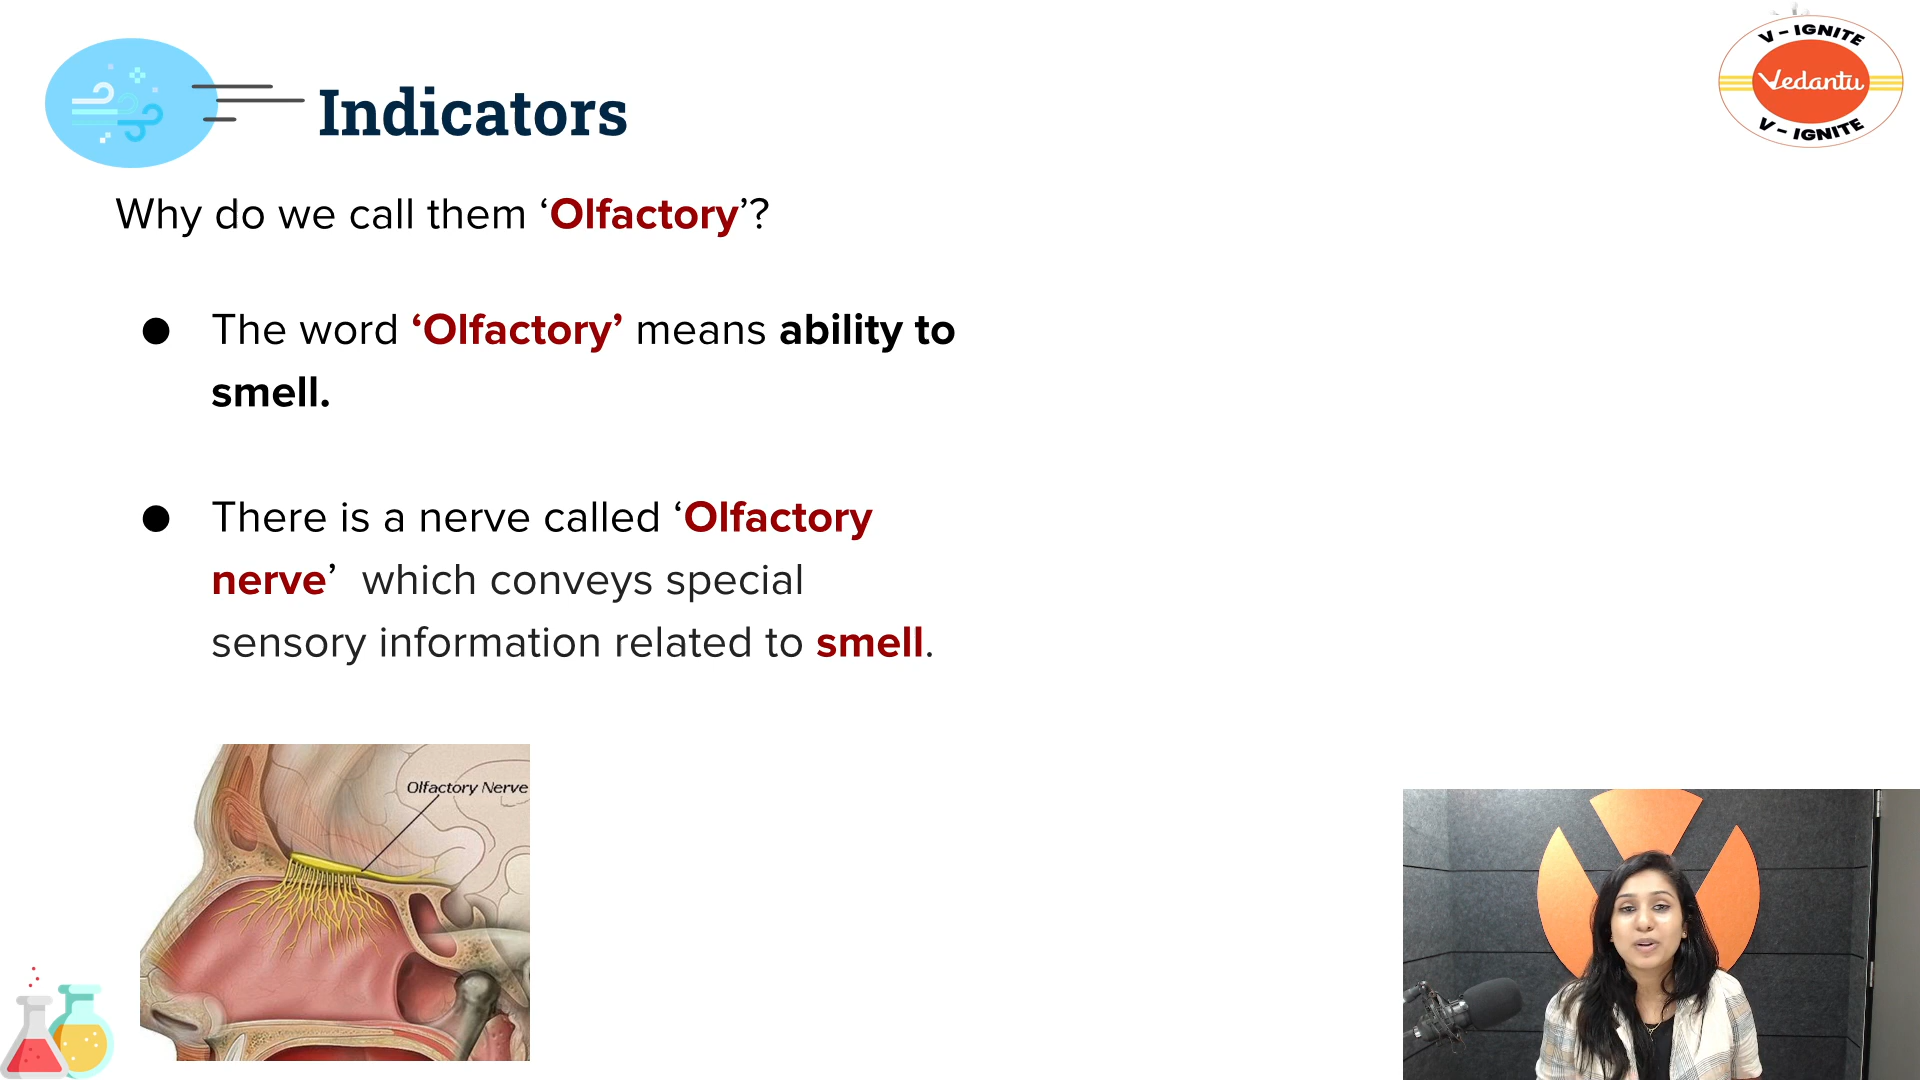 V - IGNITE
Vedantu
V - IGNITE
Indicators
Why do we call them ‘Olfactory’?
● The word ‘Olfactory’ means ability to
smell.
● There is a nerve called ‘Olfactory
nerve’ which conveys special
sensory information related to smell.
Olfactory Nerve